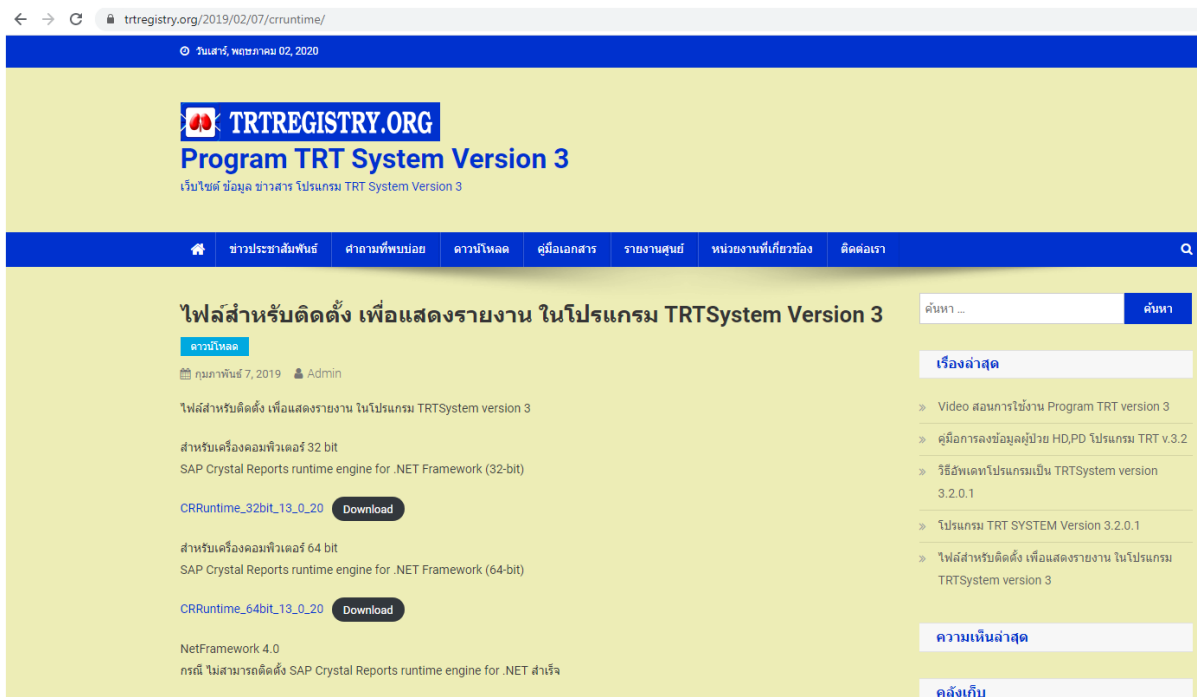 trtregistry.org/2019/02/07/crruntime/
วันเสาร์, พฤษภาคม 02, 2020
TRTREGISTRY.ORG
Program TRT System Version 3
เว็บไซต์ ข้อมูล ข่าวสาร โปรแกรม TRT System Version 3
ข่าวประชาสัมพันธ์ คำถามที่พบบ่อย ดาวน์โหลด คู่มือเอกสาร รายงานศูนย์ หน่วยงานที่เกี่ยวข้อง ติดต่อเรา
ไฟล์สำหรับติดตั้ง เพื่อแสดงรายงาน ในโปรแกรม TRTSystem Version 3
ดาวน์โหลด
กุมภาพันธ์ 7, 2019 Admin
ไฟล์สำหรับติดตั้ง เพื่อแสดงรายงาน ในโปรแกรม TRTSystem version 3
สำหรับเครื่องคอมพิวเตอร์ 32 bit
SAP Crystal Reports runtime engine for .NET Framework (32-bit)
CRRuntime_32bit_13_0_20 Download
สำหรับเครื่องคอมพิวเตอร์ 64 bit
SAP Crystal Reports runtime engine for .NET Framework (64-bit)
CRRuntime_64bit_13_0_20 Download
NetFramework 4.0
กรณี ไม่สามารถติดตั้ง SAP Crystal Reports runtime engine for .NET สำเร็จ
ค้นหา ... ค้นหา
เรื่องล่าสุด
» Video สอนการใช้งาน Program TRT version 3
» คู่มือการลงข้อมูลผู้ป่วย HD,PD โปรแกรม TRT v.3.2
» วิธีอัพเดทโปรแกรมเป็น TRTSystem version
3.2.0.1
» โปรแกรม TRT SYSTEM Version 3.2.0.1
» ไฟล์สำหรับติดตั้ง เพื่อแสดงรายงาน ในโปรแกรม
TRTSystem version 3
ความเห็นล่าสุด
คลังเก็บ